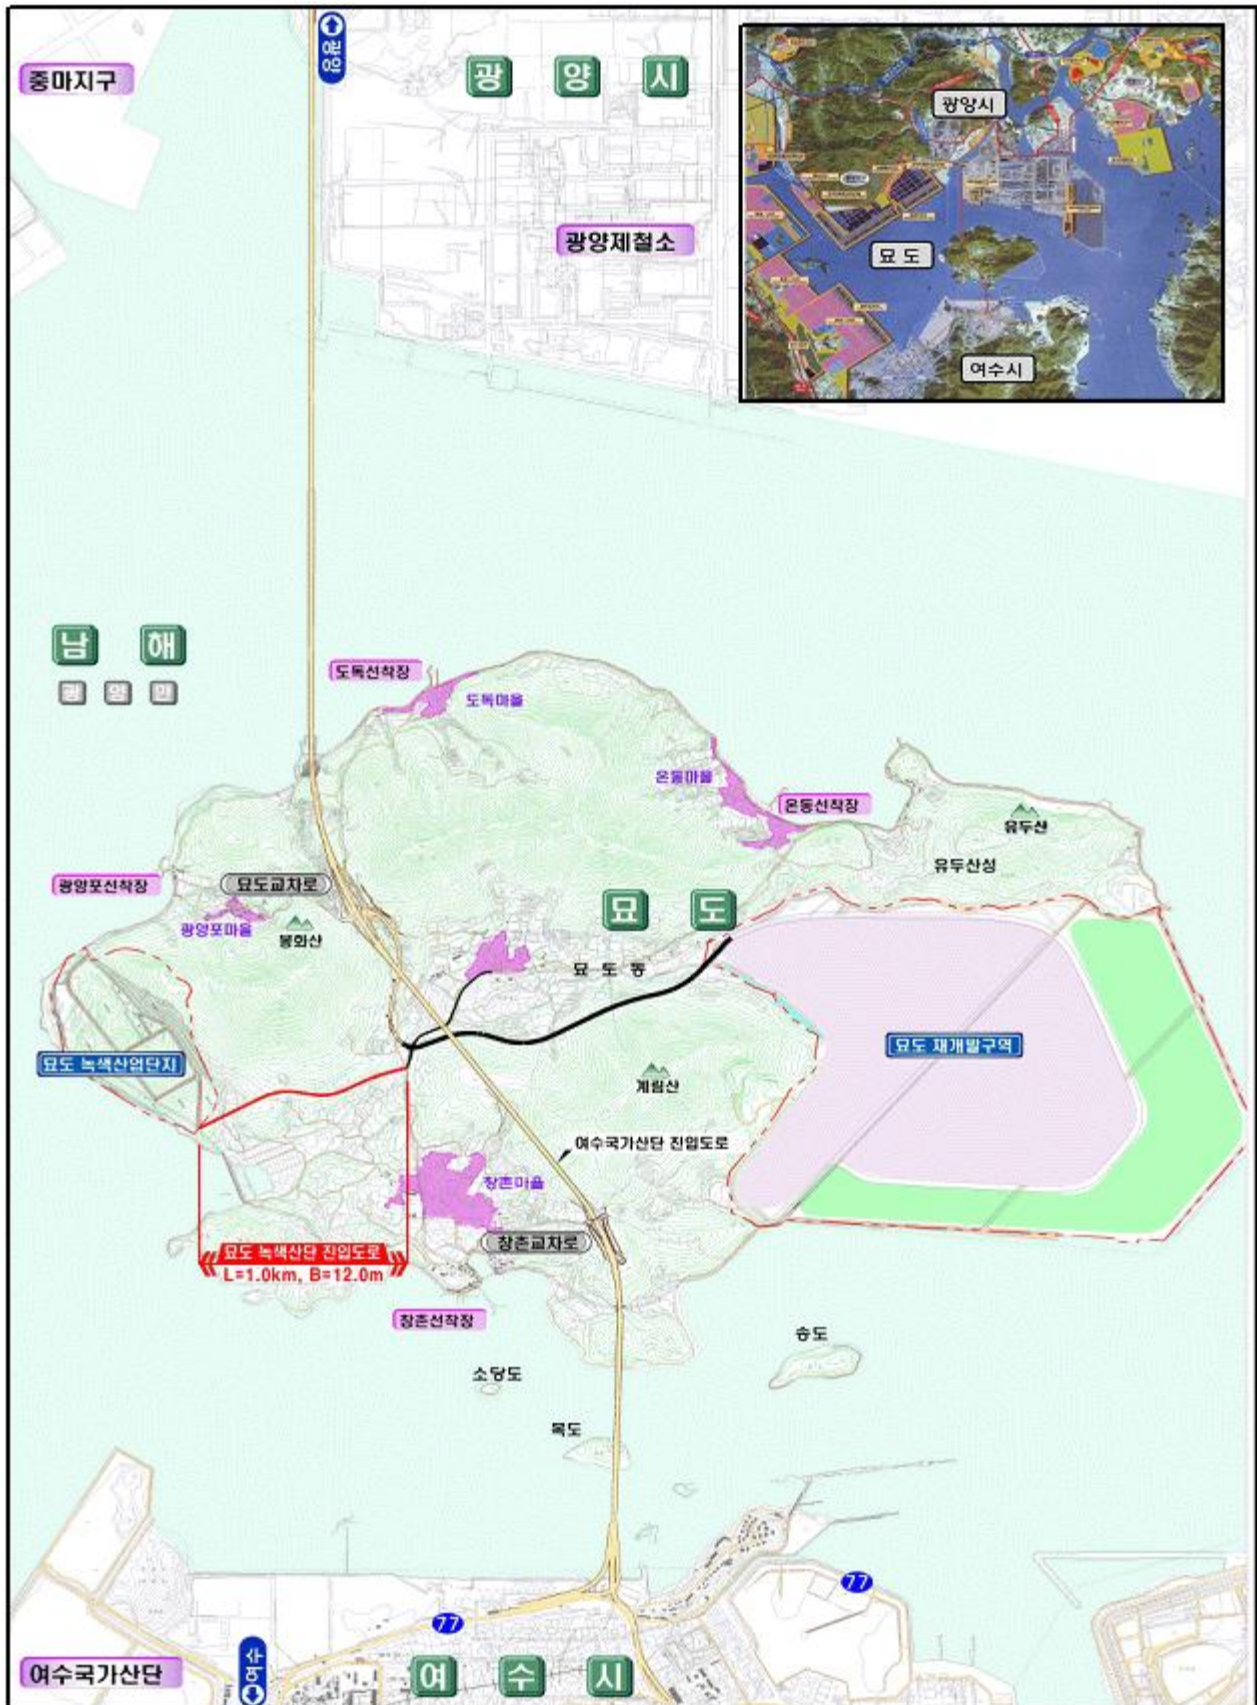 광양
광 양 시
중마지구
광양시
광양제철소
묘 도
여수시
남 해
광 양 만
도독선착장
도독마을
온동마을
온동선착장
유두산
유두산성
광양포선착장
묘도교차로
묘 도
광양포마을
봉화산
묘 도 동
묘도 녹색산업단지
묘도 재개발구역
계림산
여수국가산단 진입도로
창촌마을
창촌교차로
묘도 녹색산단 진입도로
L=1.0km, B=12.0m
창촌선착장
송도
소당도
목도
77
77
여수
여수국가산단
여 수 시